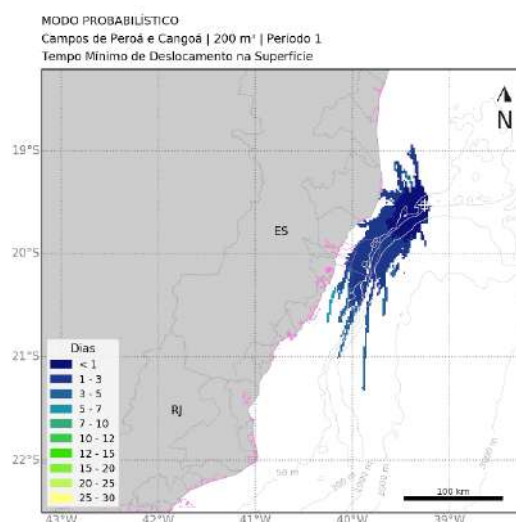 MODO PROBABILÍSTICO
Campos de Peroá e Cangoá | 200 m³ | Período 1
Tempo Mínimo de Deslocamento na Superfície
N
19°S
20°S
21°S
22°S
ES
RJ
Dias
< 1
1 - 3
3 - 5
5 - 7
7 - 10
10 - 12
12 - 15
15 - 20
20 - 25
25 - 30
50 m
1000 m
100 km
43°W
42°W
41°W
40°W
39°W